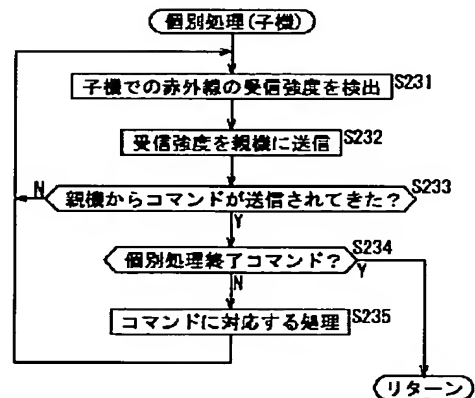 個別処理(子機)
子機での赤外線の受信強度を検出
S231
受信強度を親機に送信
S232
親機からコマンドが送信されてきた?
S233
N
Y
個別処理終了コマンド?
S234
Y
N
コマンドに対応する処理
S235
リターン